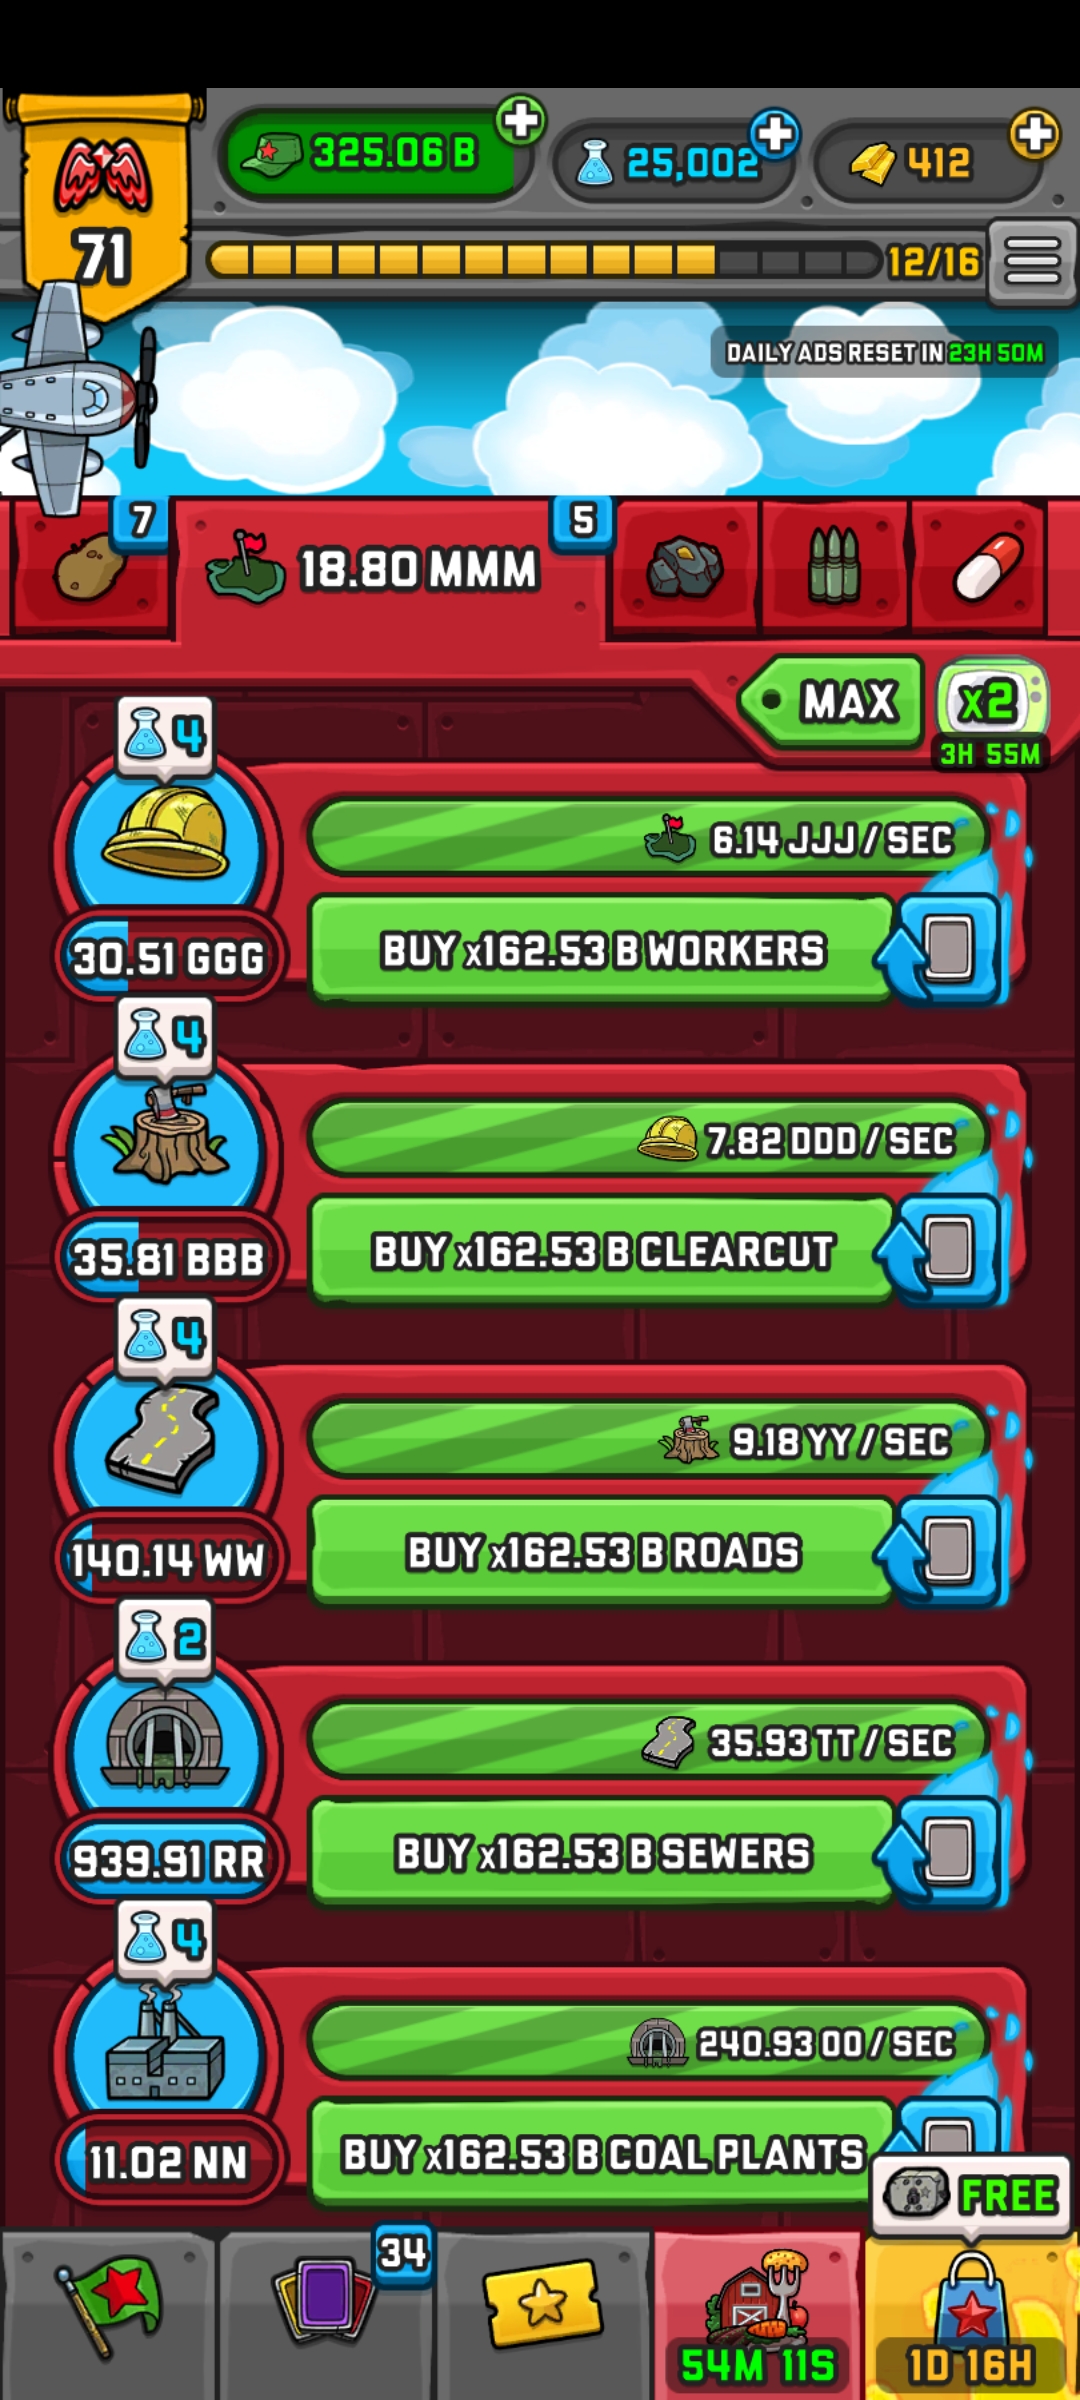 325.06 B
25,002
412
71
12/16
DAILY ADS RESET IN 23H 50M
7
18.80 MMM
5
MAX
x2
3H 55M
4
6.14 JJJ / SEC
BUY x162.53 B WORKERS
30.51 GGG
4
7.82 DDD / SEC
BUY x162.53 B CLEARCUT
35.81 BBB
4
9.18 YY / SEC
BUY x162.53 B ROADS
140.14 WW
2
35.93 TT / SEC
BUY x162.53 B SEWERS
939.91 RR
4
240.93 OO / SEC
BUY x162.53 B COAL PLANTS
11.02 NN
FREE
34
54M 11S
1D 16H